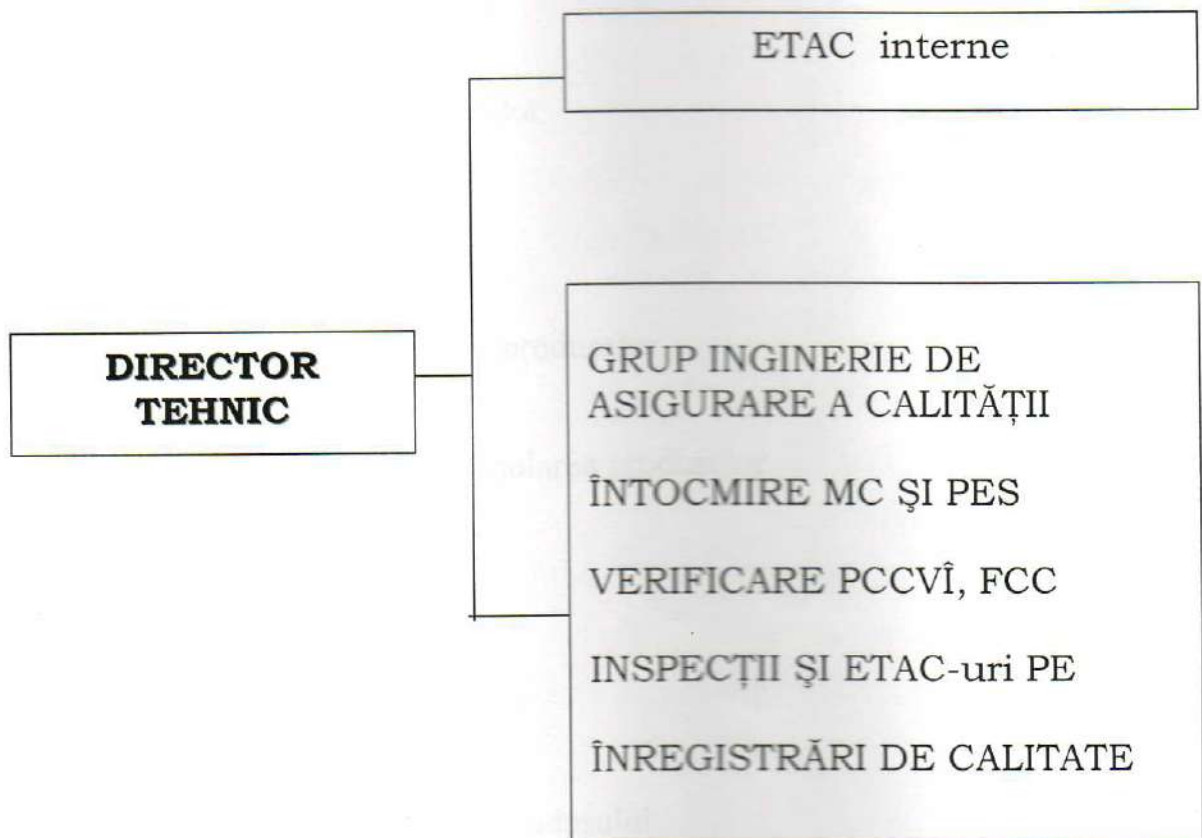 ETAC interne
DIRECTOR
TEHNIC
GRUP INGINERIE DE
ASIGURARE A CALITĂȚII
ÎNTOCMIRE MC ŞI PES
VERIFICARE PCCVÎ, FCC
INSPECȚII ŞI ETAC-uri PE
ÎNREGISTRĂRI DE CALITATE